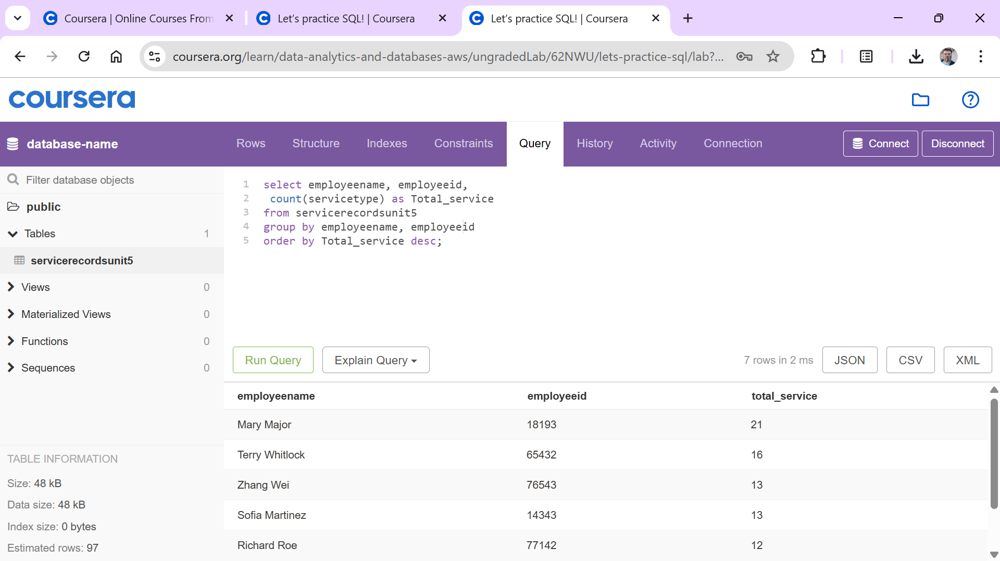 Coursera | Online Courses From
Let's practice SQL! | Coursera
Let's practice SQL! | Coursera
coursera.org/learn/data-analytics-and-databases-aws/ungradedLab/62NWU/lets-practice-sql/lab?...
coursera
database-name
Rows
Structure
Indexes
Constraints
Query
History
Activity
Connection
Connect
Disconnect
Filter database objects
public
Tables 1
servicerecordsunit5
Views 0
Materialized Views 0
Functions 0
Sequences 0
TABLE INFORMATION
Size: 48 kB
Data size: 48 kB
Index size: 0 bytes
Estimated rows: 97
1 select employeename, employeeid,
2 count(servicetype) as Total_service
3 from servicerecordsunit5
4 group by employeename, employeeid
5 order by Total_service desc;
Run Query
Explain Query
7 rows in 2 ms
JSON
CSV
XML
employeename employeeid total_service
Mary Major 18193 21
Terry Whitlock 65432 16
Zhang Wei 76543 13
Sofia Martinez 14343 13
Richard Roe 77142 12